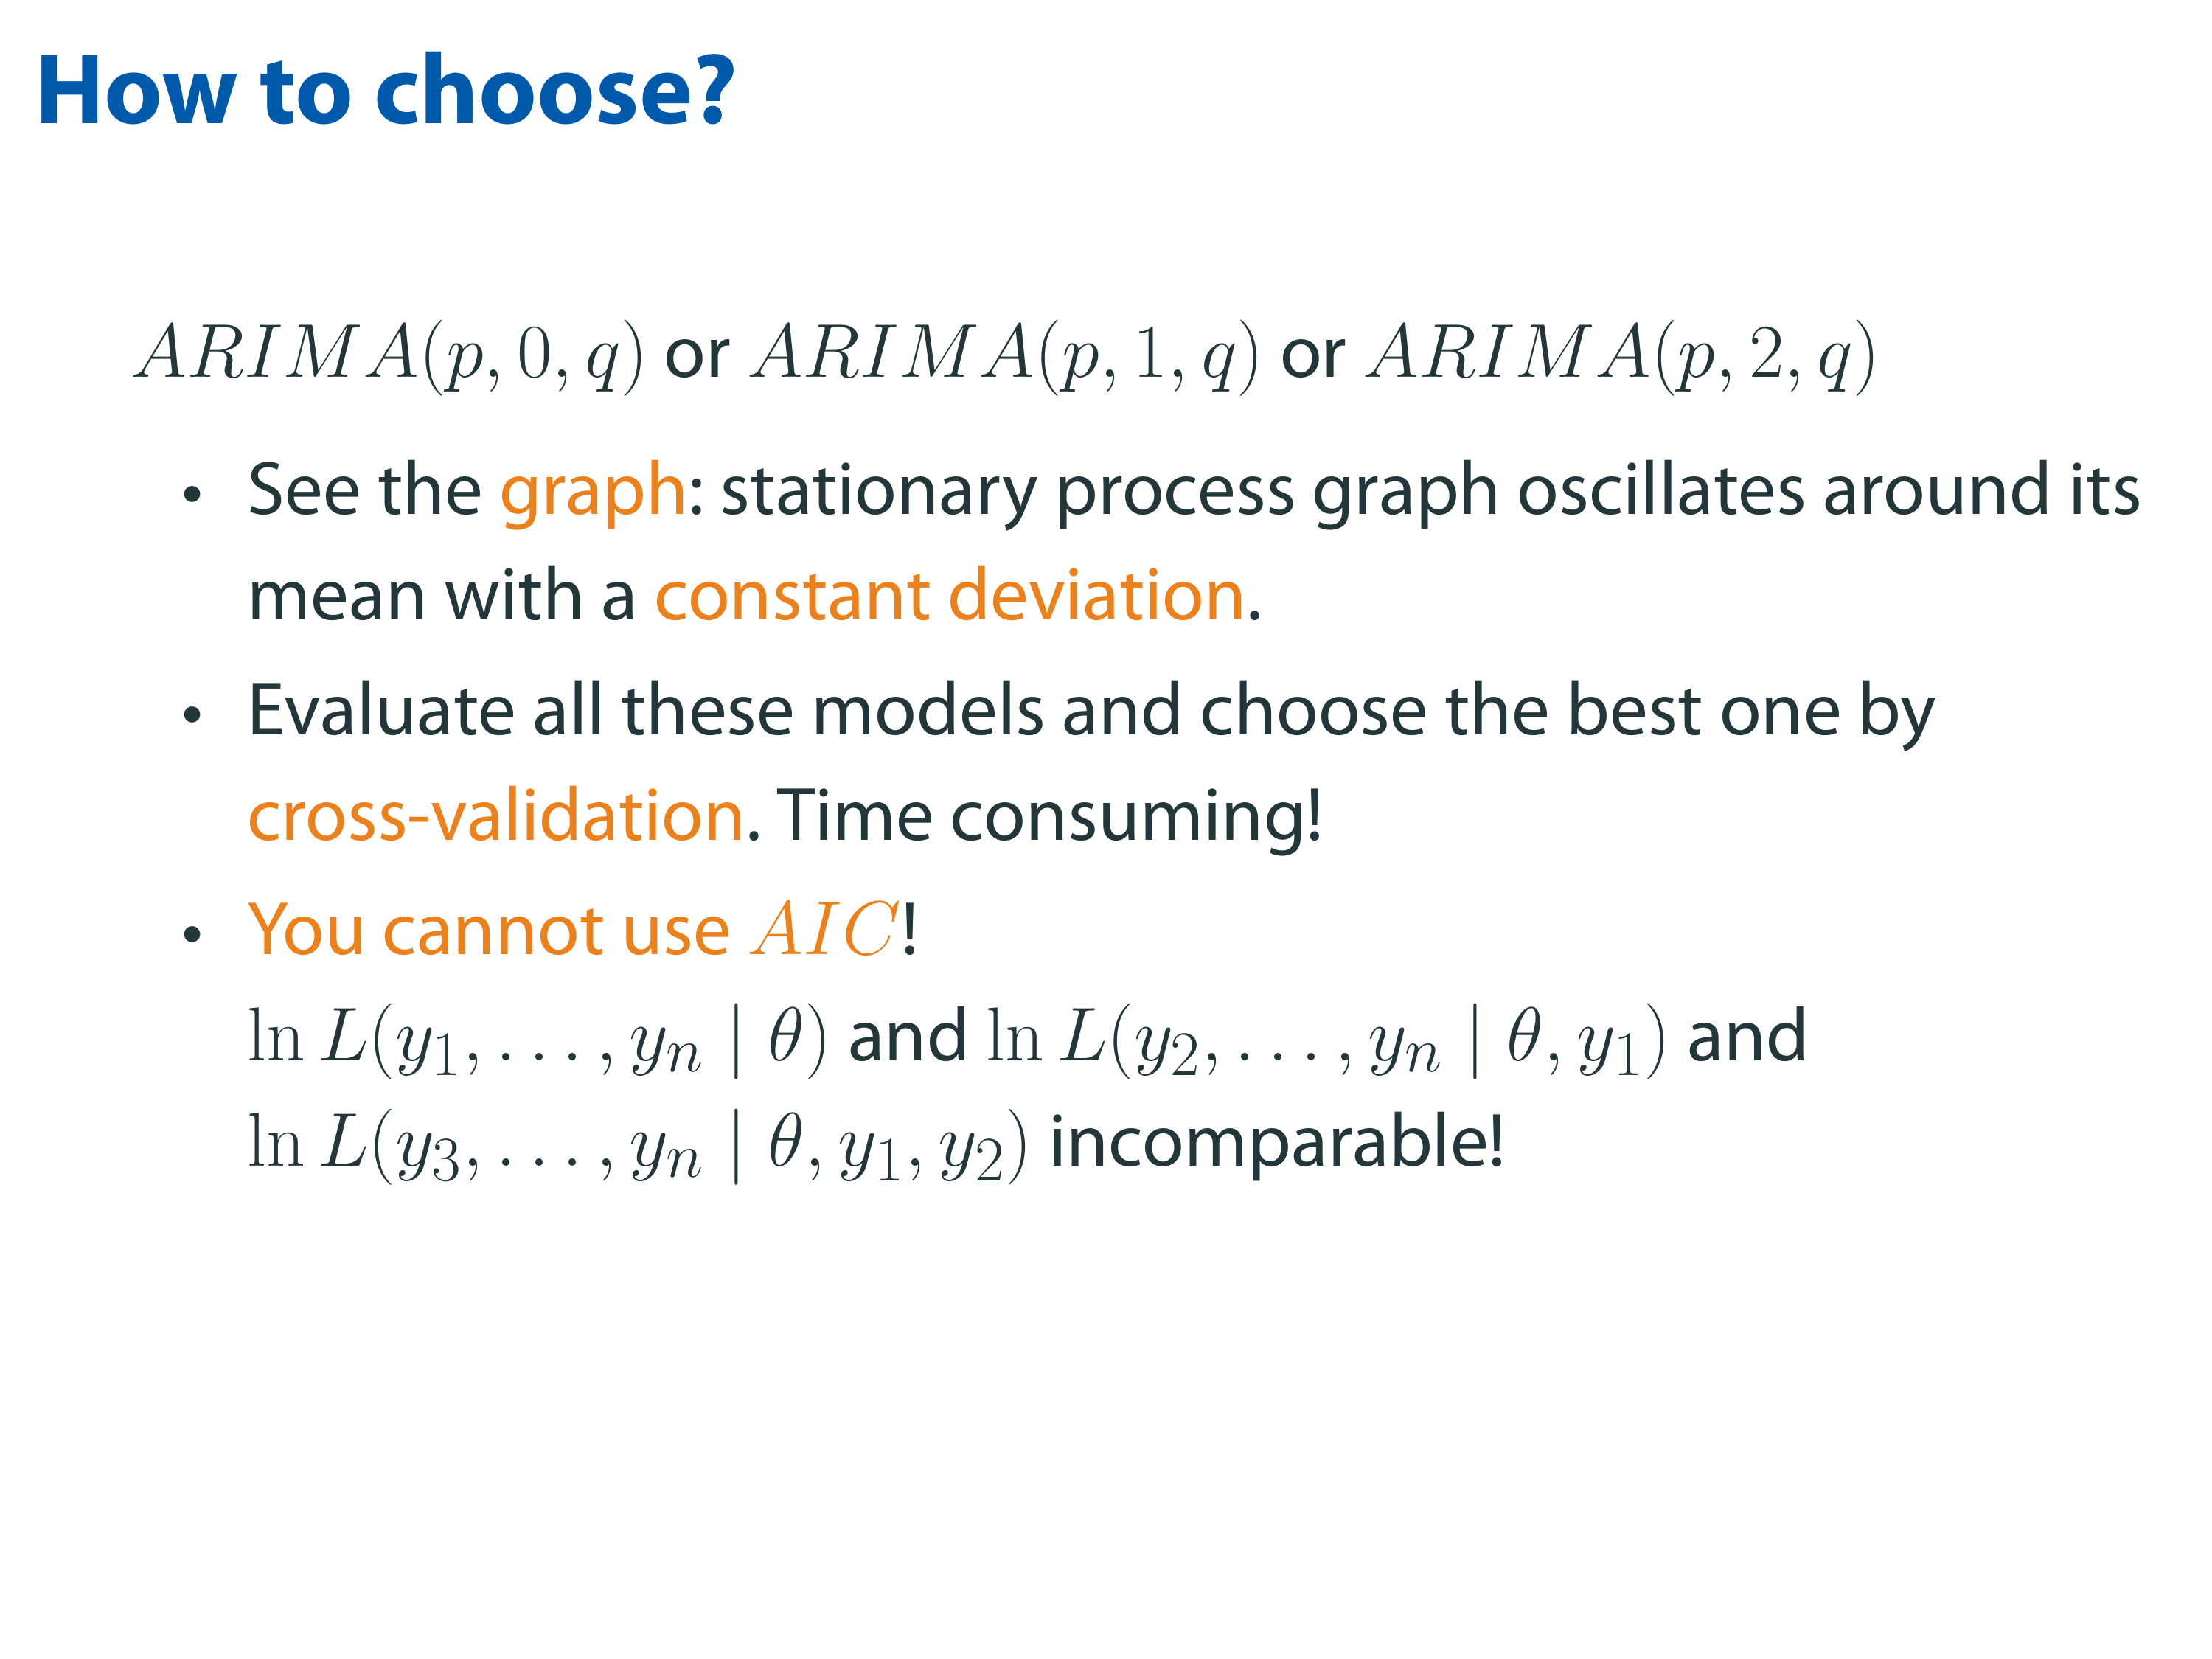 How to choose?
ARIMA(p, 0, q) or ARIMA(p, 1, q) or ARIMA(p, 2, q)
• See the graph: stationary process graph oscillates around its
mean with a constant deviation.
• Evaluate all these models and choose the best one by
cross-validation. Time consuming!
• You cannot use AIC!
ln L(y₁, . . . , yₙ | θ) and ln L(y₂, . . . , yₙ | θ, y₁) and
ln L(y₃, . . . , yₙ | θ, y₁, y₂) incomparable!